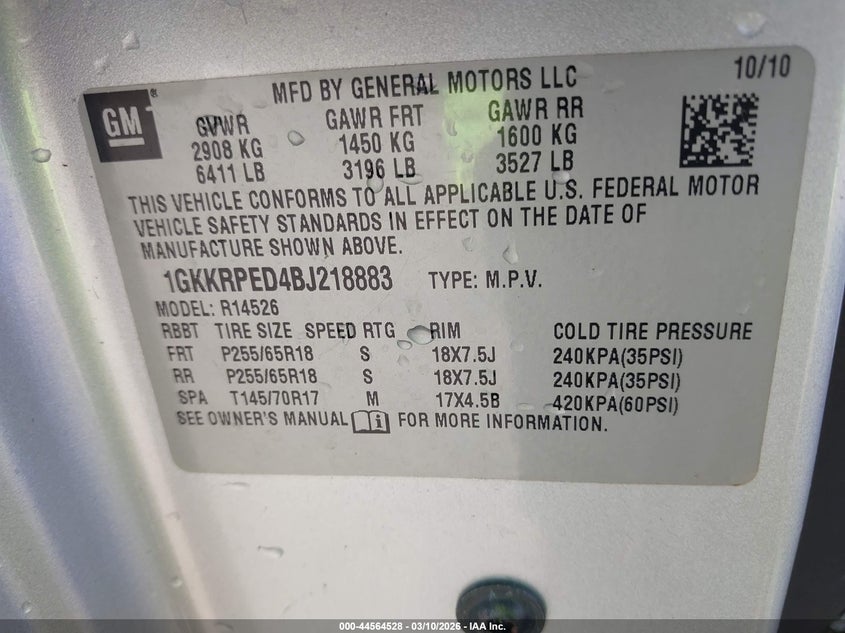 GM
MFD BY GENERAL MOTORS LLC 10/10
GVWR GAWR FRT GAWR RR
2908 KG 1450 KG 1600 KG
6411 LB 3196 LB 3527 LB
THIS VEHICLE CONFORMS TO ALL APPLICABLE U.S. FEDERAL MOTOR
VEHICLE SAFETY STANDARDS IN EFFECT ON THE DATE OF
MANUFACTURE SHOWN ABOVE.
1GKKRPED4BJ218883 TYPE: M.P.V.
MODEL: R14526
RBBT TIRE SIZE SPEED RTG RIM COLD TIRE PRESSURE
FRT P255/65R18 S 18X7.5J 240KPA(35PSI)
RR P255/65R18 S 18X7.5J 240KPA(35PSI)
SPA T145/70R17 M 17X4.5B 420KPA(60PSI)
SEE OWNER'S MANUAL FOR MORE INFORMATION.
000-44564528 - 03/10/2026 - IAA Inc.